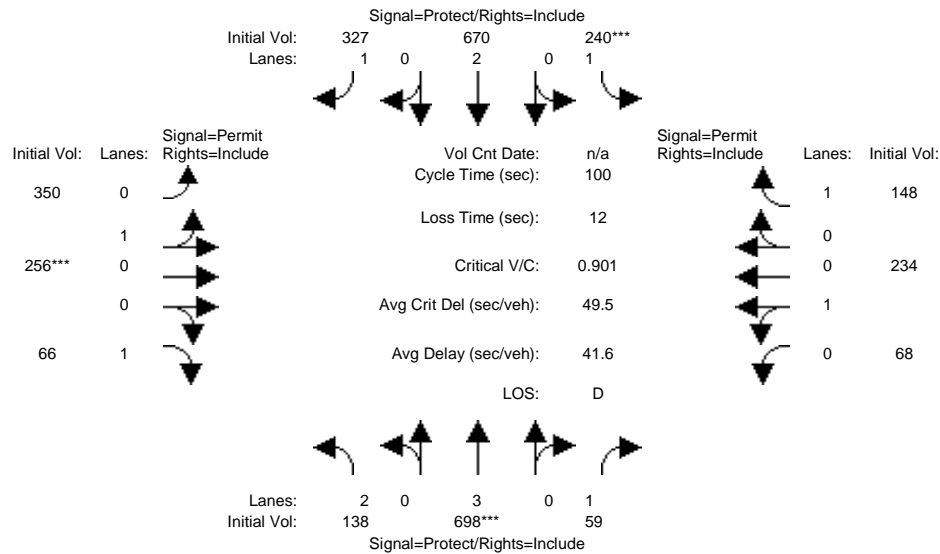 Signal=Protect/Rights=Include
Initial Vol: 327 670 240***
Lanes: 1 0 2 0 1
Signal=Permit Signal=Permit
Initial Vol: Lanes: Rights=Include Vol Cnt Date: n/a Rights=Include Lanes: Initial Vol:
Cycle Time (sec): 100
350 0 1 148
Loss Time (sec): 12
1 0
256*** 0 Critical V/C: 0.901 0 234
0 Avg Crit Del (sec/veh): 49.5 1
66 1 Avg Delay (sec/veh): 41.6 0 68
LOS: D
Lanes: 2 0 3 0 1
Initial Vol: 138 698*** 59
Signal=Protect/Rights=Include